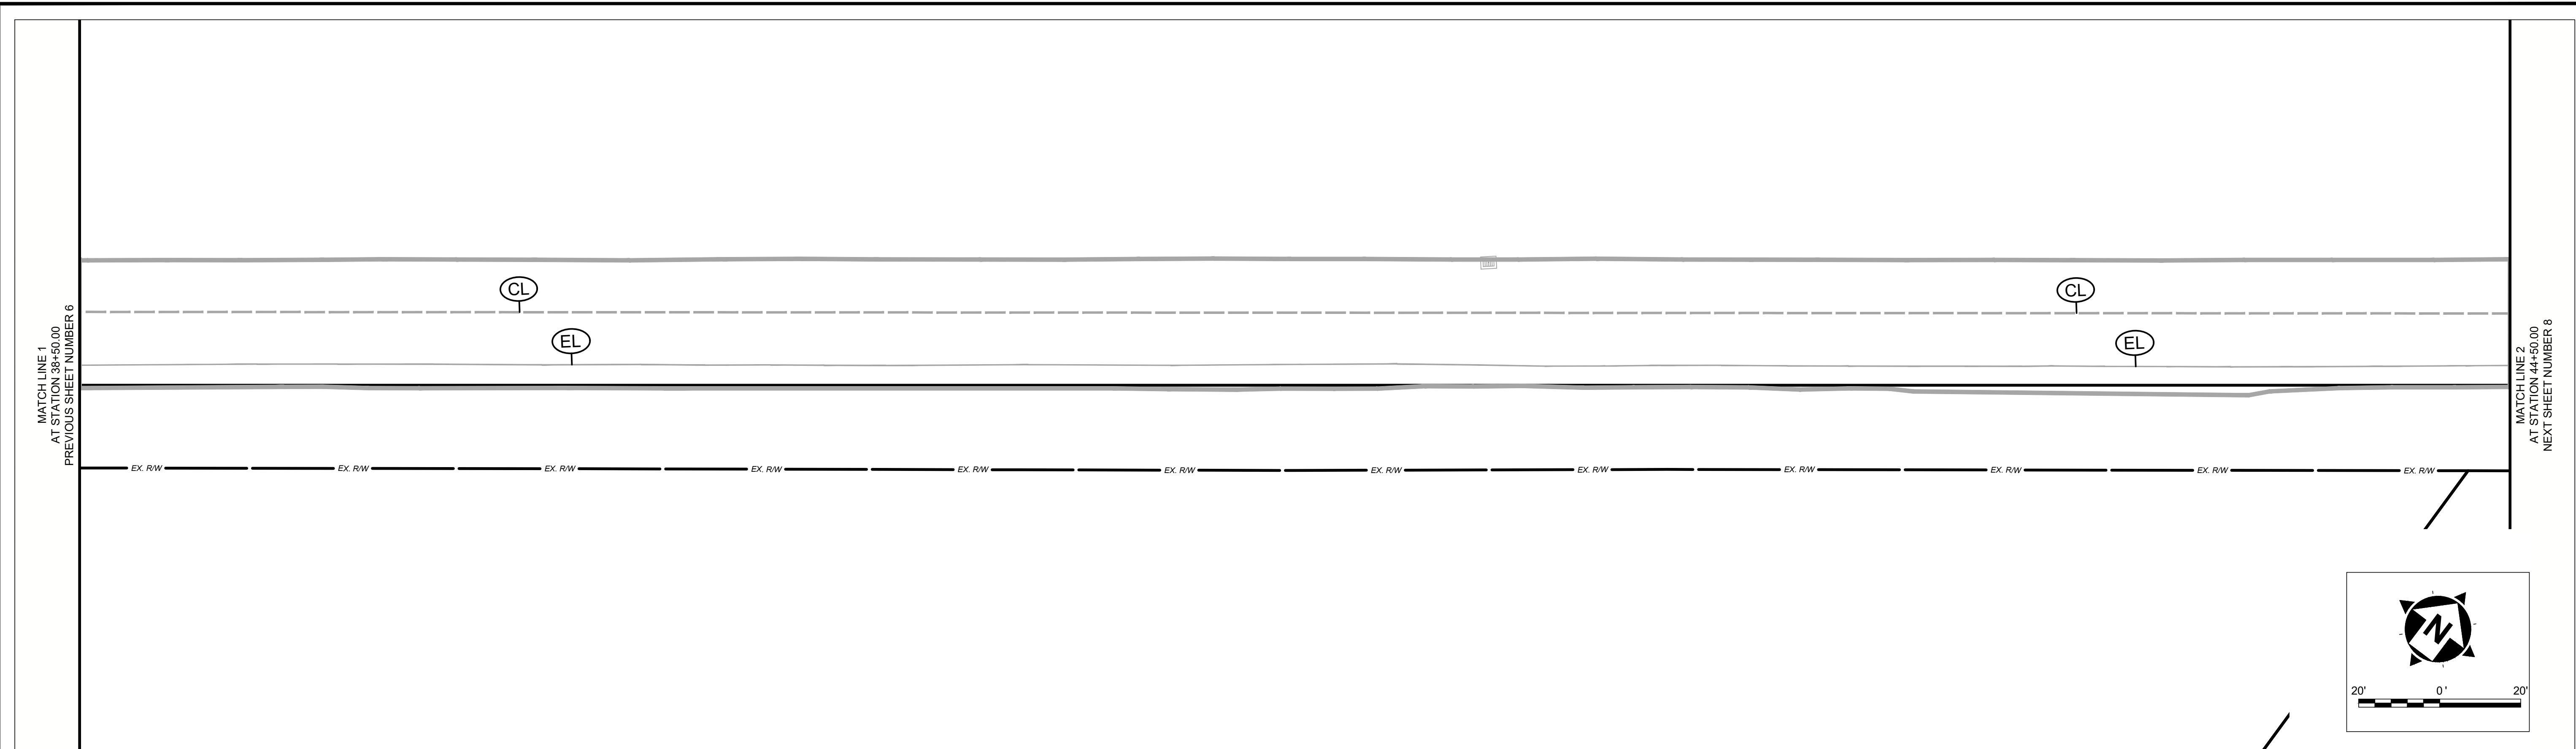 MATCH LINE 1
AT STATION 38+50.00
PREVIOUS SHEET NUMBER 6
CL
CL
EL
EL
EX. R/W EX. R/W EX. R/W EX. R/W EX. R/W EX. R/W EX. R/W EX. R/W EX. R/W EX. R/W EX. R/W EX. R/W
MATCH LINE 2
AT STATION 44+50.00
NEXT SHEET NUMBER 8
N
20' 0' 20'